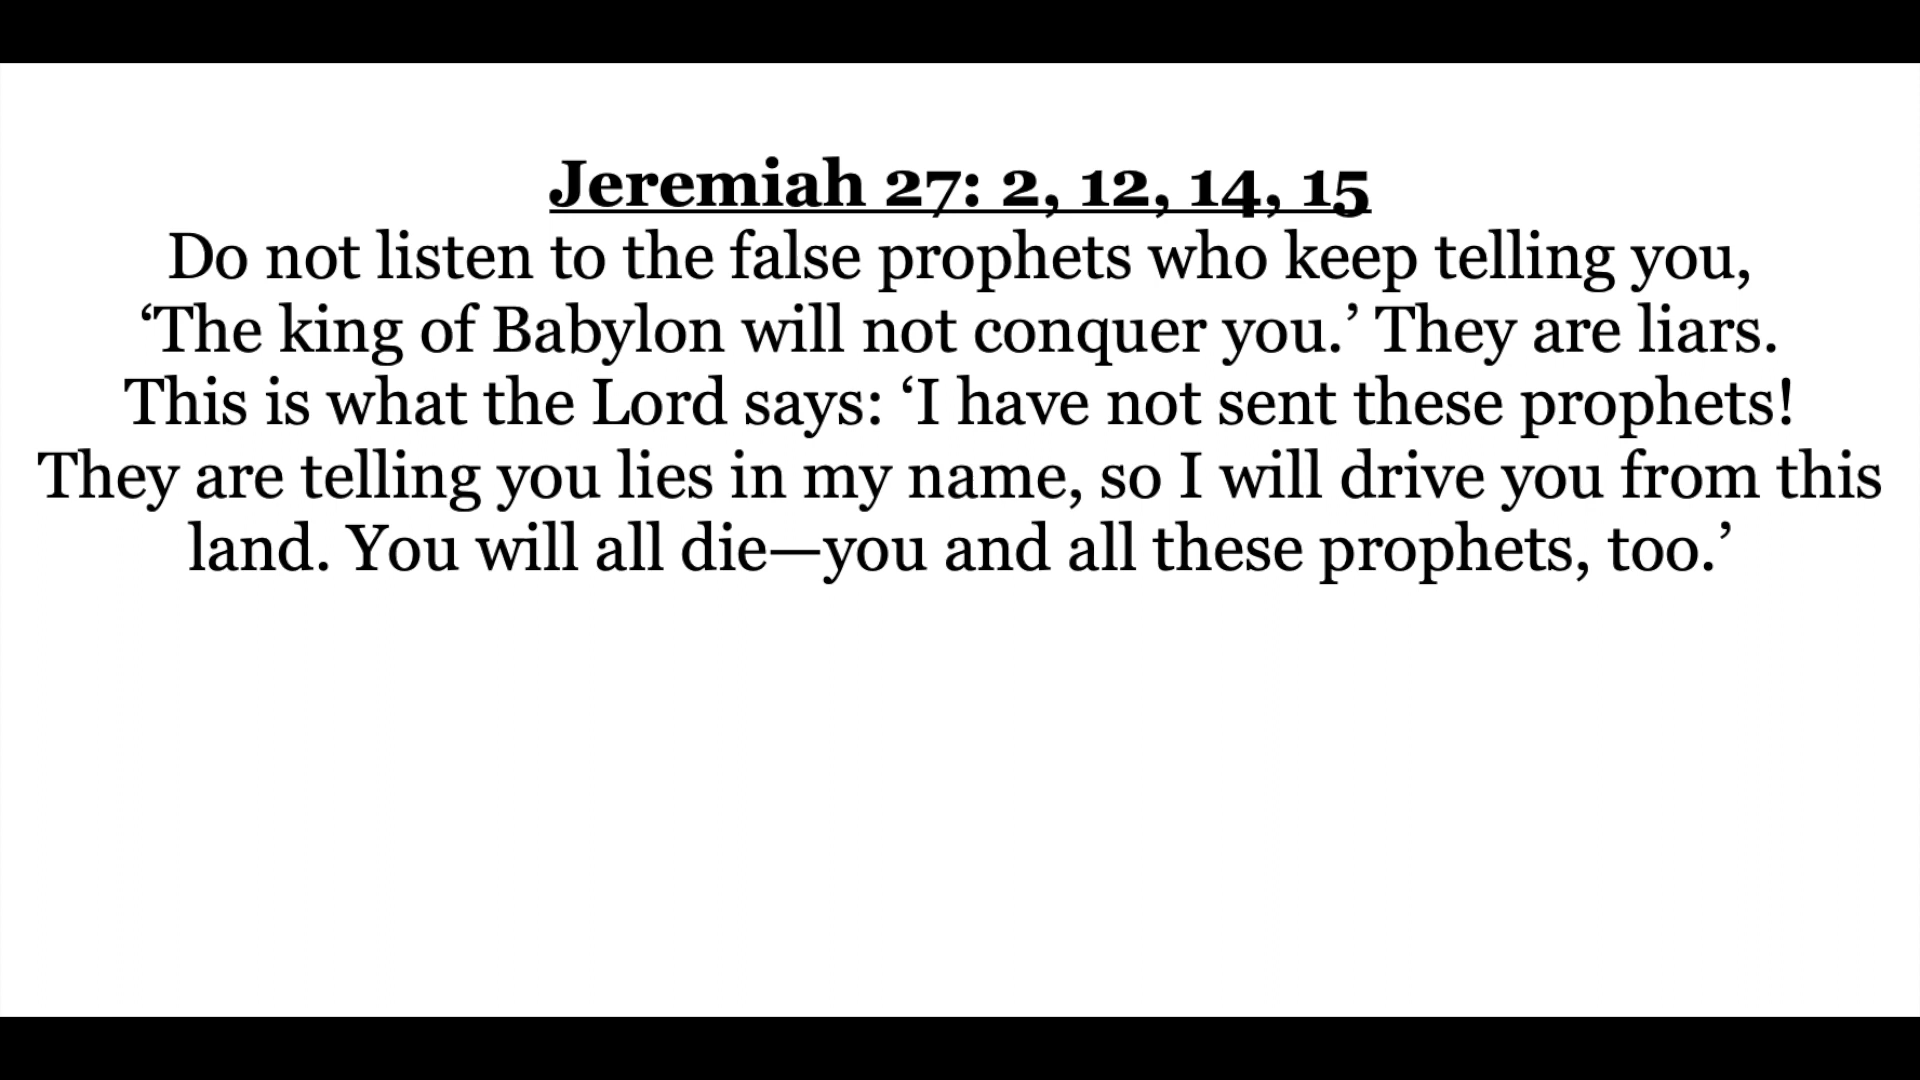 Jeremiah 27: 2, 12, 14, 15
Do not listen to the false prophets who keep telling you,
‘The king of Babylon will not conquer you.’ They are liars.
This is what the Lord says: ‘I have not sent these prophets!
They are telling you lies in my name, so I will drive you from this
land. You will all die—you and all these prophets, too.’